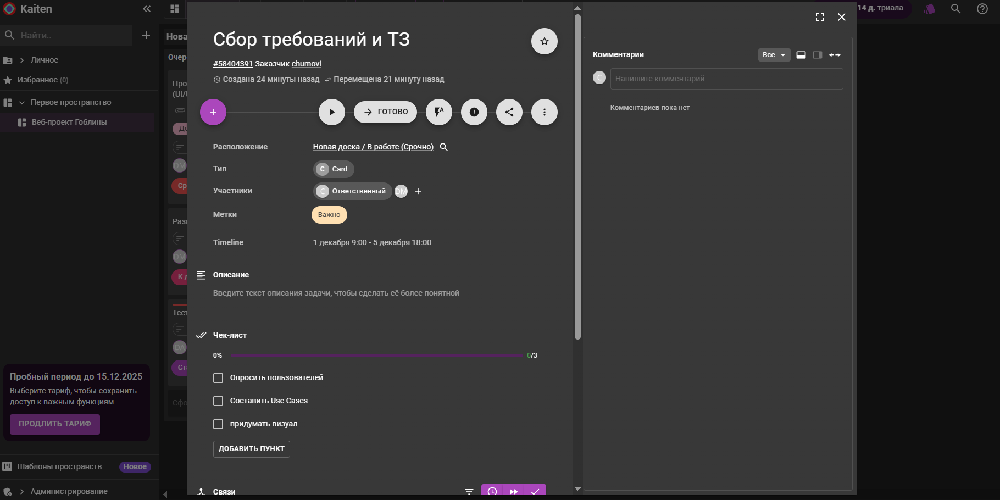 Kaiten
Найти..
Личное
Избранное (0)
Первое пространство
Веб-проект Гоблины
Пробный период до 15.12.2025
Выберите тариф, чтобы сохранить
доступ к важным функциям
ПРОДЛИТЬ ТАРИФ
Шаблоны пространств
Новое
Администрирование
Нова
Очер
Про
(UI/
DM
Ср
Раз
DM
К д
Тест
DA
Ст
Сфо
14 д. триала
Сбор требований и ТЗ
#58404391 Заказчик chumovi
Создана 24 минуты назад Перемещена 21 минуту назад
ГОТОВО
Расположение Новая доска / В работе (Срочно)
Тип C Card
Участники C Ответственный DM
Метки Важно
Timeline 1 декабря 9:00 - 5 декабря 18:00
Описание
Введите текст описания задачи, чтобы сделать её более понятной
Чек-лист
0% 0/3
Опросить пользователей
Составить Use Cases
придумать визуал
ДОБАВИТЬ ПУНКТ
Связи
Комментарии
Все
C Напишите комментарий
Комментариев пока нет